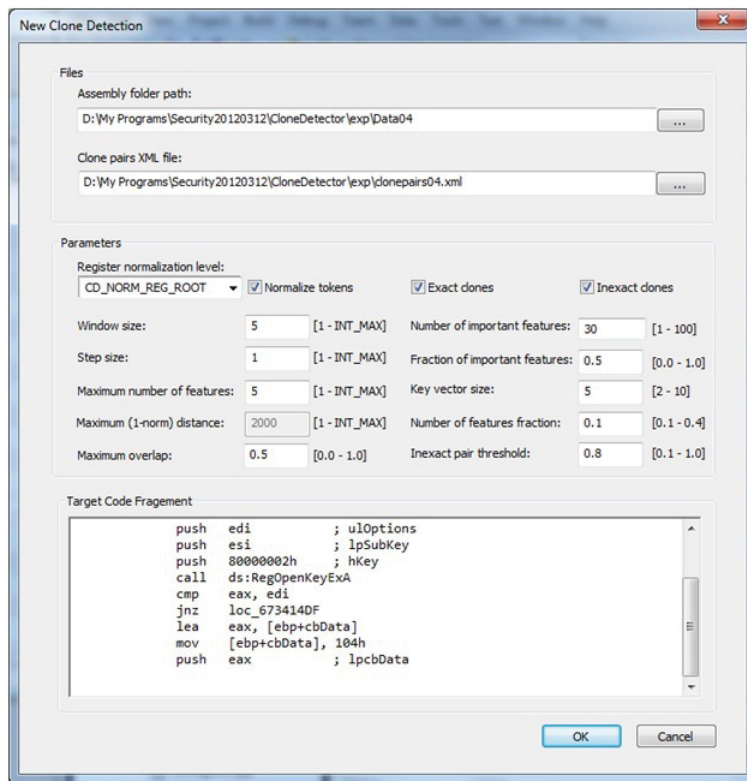 New Clone Detection
Files
Assembly folder path:
D:\My Programs\Security20120312\CloneDetector\exp\Data04
...
Clone pairs XML file:
D:\My Programs\Security20120312\CloneDetector\exp\clonepairs04.xml
...
Parameters
Register normalization level:
CD_NORM_REG_ROOT Normalize tokens Exact clones Inexact clones
Window size: 5 [1 - INT_MAX] Number of important features: 30 [1 - 100]
Step size: 1 [1 - INT_MAX] Fraction of important features: 0.5 [0.0 - 1.0]
Maximum number of features: 5 [1 - INT_MAX] Key vector size: 5 [2 - 10]
Maximum (1-norm) distance: 2000 [1 - INT_MAX] Number of features fraction: 0.1 [0.1 - 0.4]
Maximum overlap: 0.5 [0.0 - 1.0] Inexact pair threshold: 0.8 [0.1 - 1.0]
Target Code Fragement
push edi ; ulOptions
push esi ; lpSubKey
push 80000002h ; hKey
call ds:RegOpenKeyExA
cmp eax, edi
jnz loc_673414DF
lea eax, [ebp+cbData]
mov [ebp+cbData], 104h
push eax ; lpcbData
OK Cancel